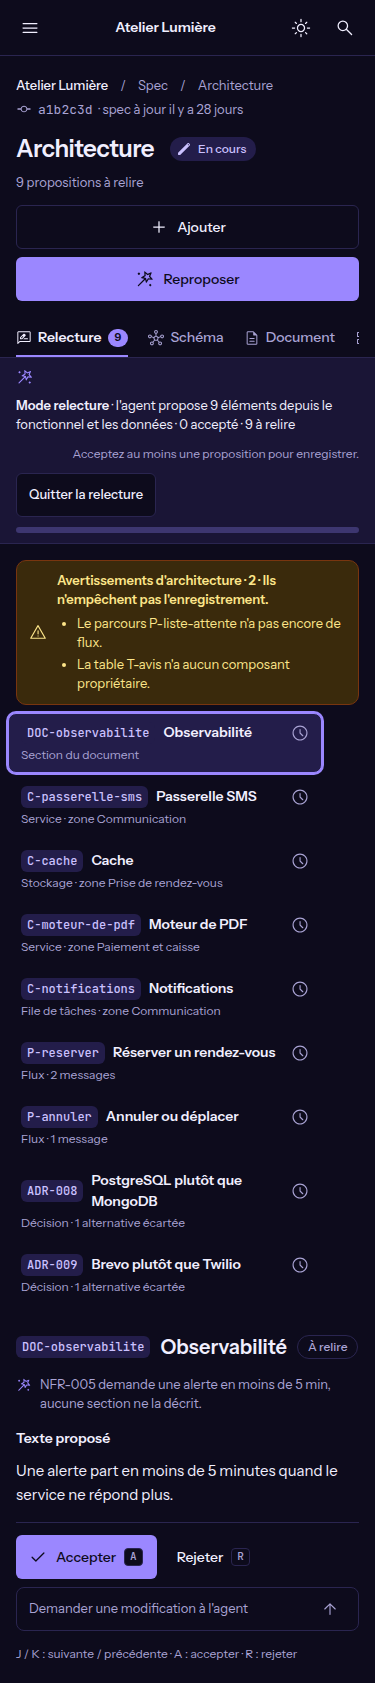 Atelier Lumière
Atelier Lumière / Spec / Architecture
a1b2c3d · spec à jour il y a 28 jours
Architecture En cours
9 propositions à relire
Ajouter
Reproposer
Relecture 9 Schéma Document
Mode relecture · l'agent propose 9 éléments depuis le
fonctionnel et les données · 0 accepté · 9 à relire
Acceptez au moins une proposition pour enregistrer.
Quitter la relecture
Avertissements d'architecture · 2 · Ils
n'empêchent pas l'enregistrement.
• Le parcours P-liste-attente n'a pas encore de
flux.
• La table T-avis n'a aucun composant
propriétaire.
DOC-observabilite Observabilité
Section du document
C-passerelle-sms Passerelle SMS
Service · zone Communication
C-cache Cache
Stockage · zone Prise de rendez-vous
C-moteur-de-pdf Moteur de PDF
Service · zone Paiement et caisse
C-notifications Notifications
File de tâches · zone Communication
P-reserver Réserver un rendez-vous
Flux · 2 messages
P-annuler Annuler ou déplacer
Flux · 1 message
ADR-008 PostgreSQL plutôt que
MongoDB
Décision · 1 alternative écartée
ADR-009 Brevo plutôt que Twilio
Décision · 1 alternative écartée
DOC-observabilite Observabilité À relire
NFR-005 demande une alerte en moins de 5 min,
aucune section ne la décrit.
Texte proposé
Une alerte part en moins de 5 minutes quand le
service ne répond plus.
Accepter A Rejeter R
Demander une modification à l'agent
J / K : suivante / précédente · A : accepter · R : rejeter